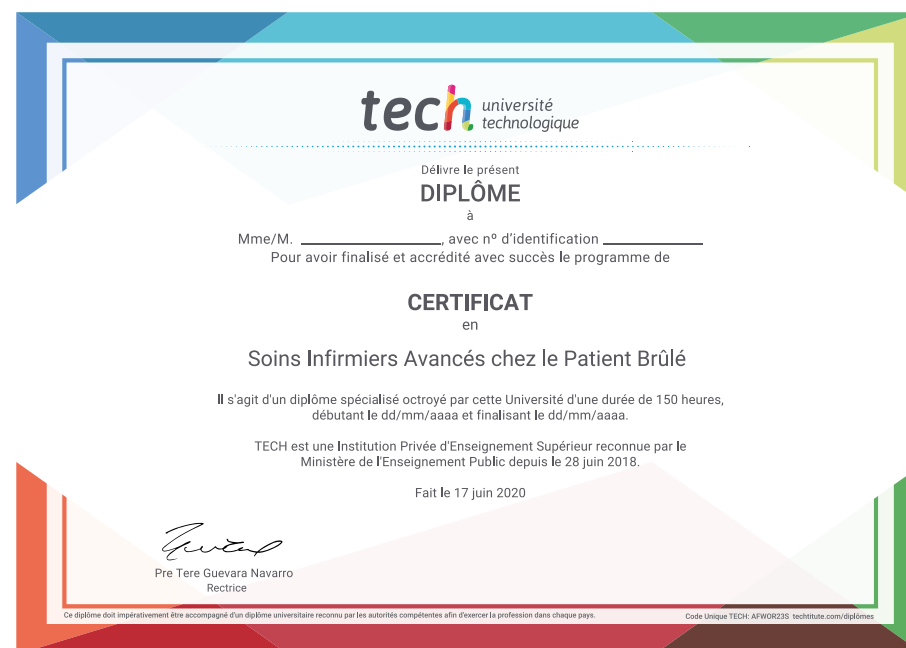 tech université
technologique
Délivre le présent
DIPLÔME
à
Mme/M. ____________________, avec nº d'identification ______________
Pour avoir finalisé et accrédité avec succès le programme de
CERTIFICAT
en
Soins Infirmiers Avancés chez le Patient Brûlé
Il s'agit d'un diplôme spécialisé octroyé par cette Université d'une durée de 150 heures,
débutant le dd/mm/aaaa et finalisant le dd/mm/aaaa.
TECH est une Institution Privée d'Enseignement Supérieur reconnue par le
Ministère de l'Enseignement Public depuis le 28 juin 2018.
Fait le 17 juin 2020
Pre Tere Guevara Navarro
Rectrice
Ce diplôme doit impérativement être accompagné d'un diplôme universitaire reconnu par les autorités compétentes afin d'exercer la profession dans chaque pays.
Code Unique TECH: AFWOR23S techtitute.com/diplômes